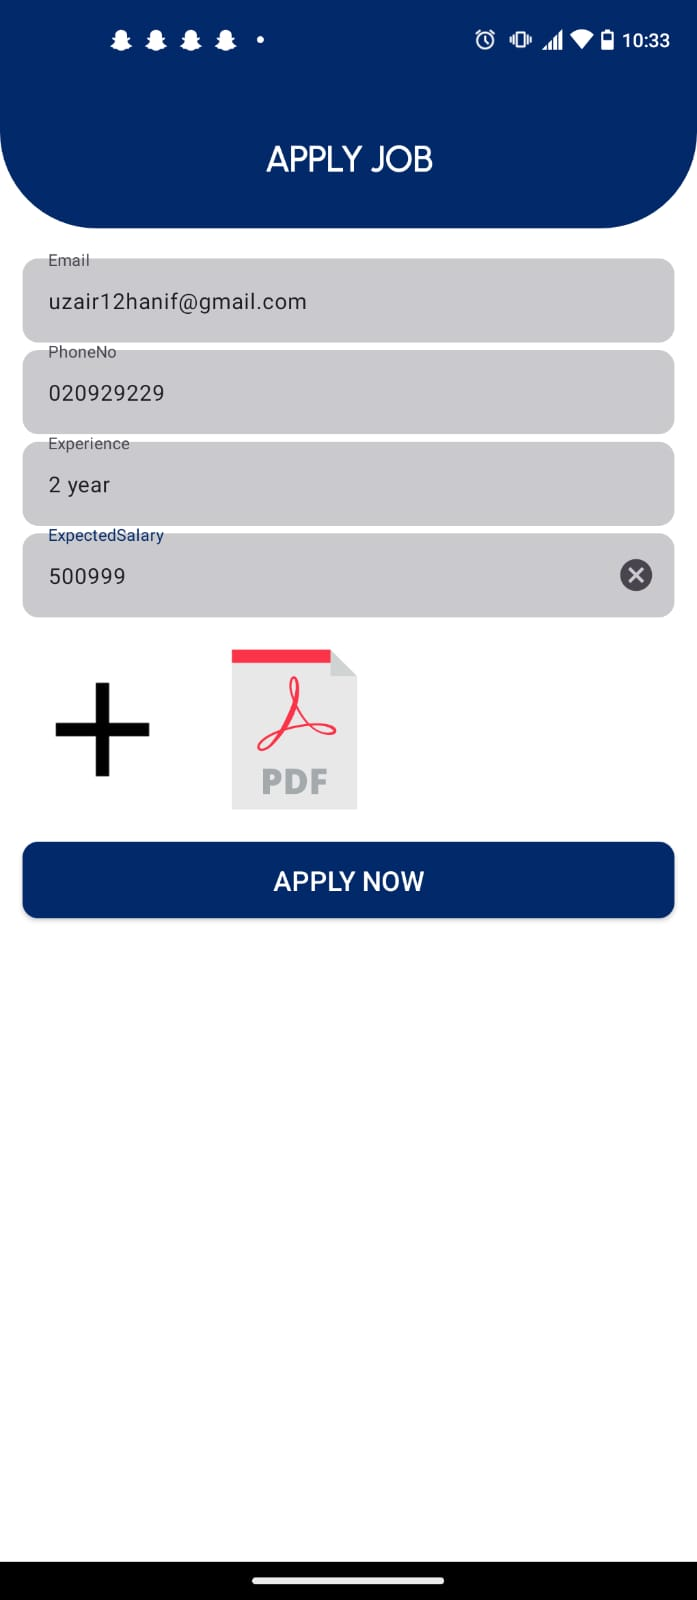 10:33
APPLY JOB
Email
uzair12hanif@gmail.com
PhoneNo
020929229
Experience
2 year
ExpectedSalary
500999
PDF
APPLY NOW